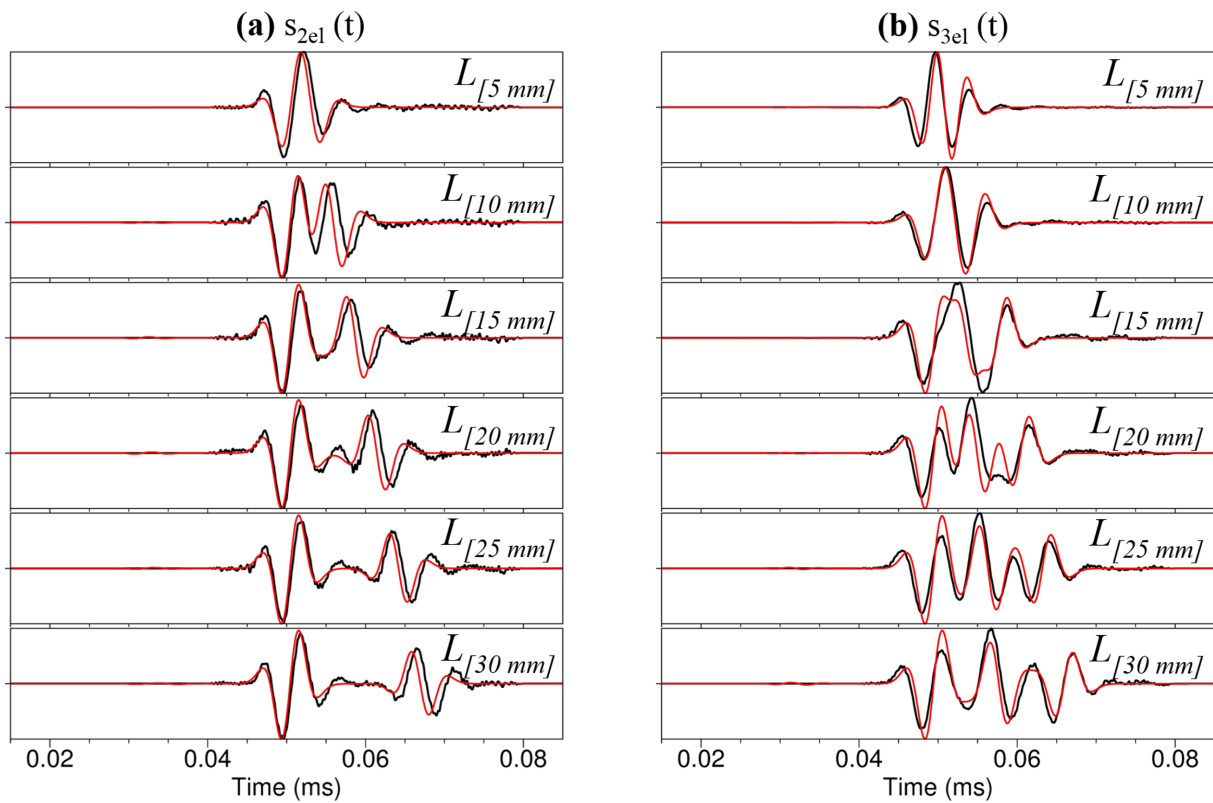 (a) s2el (t)
L[5 mm]
L[10 mm]
L[15 mm]
L[20 mm]
L[25 mm]
L[30 mm]
0.02 0.04 0.06 0.08
Time (ms)
(b) s3el (t)
L[5 mm]
L[10 mm]
L[15 mm]
L[20 mm]
L[25 mm]
L[30 mm]
0.02 0.04 0.06 0.08
Time (ms)